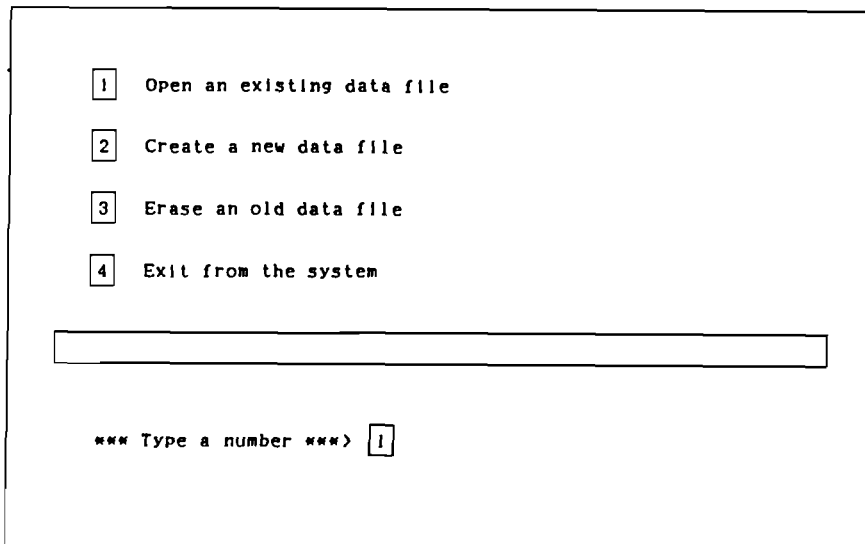 1 Open an existing data file
2 Create a new data file
3 Erase an old data file
4 Exit from the system
*** Type a number ***> 1